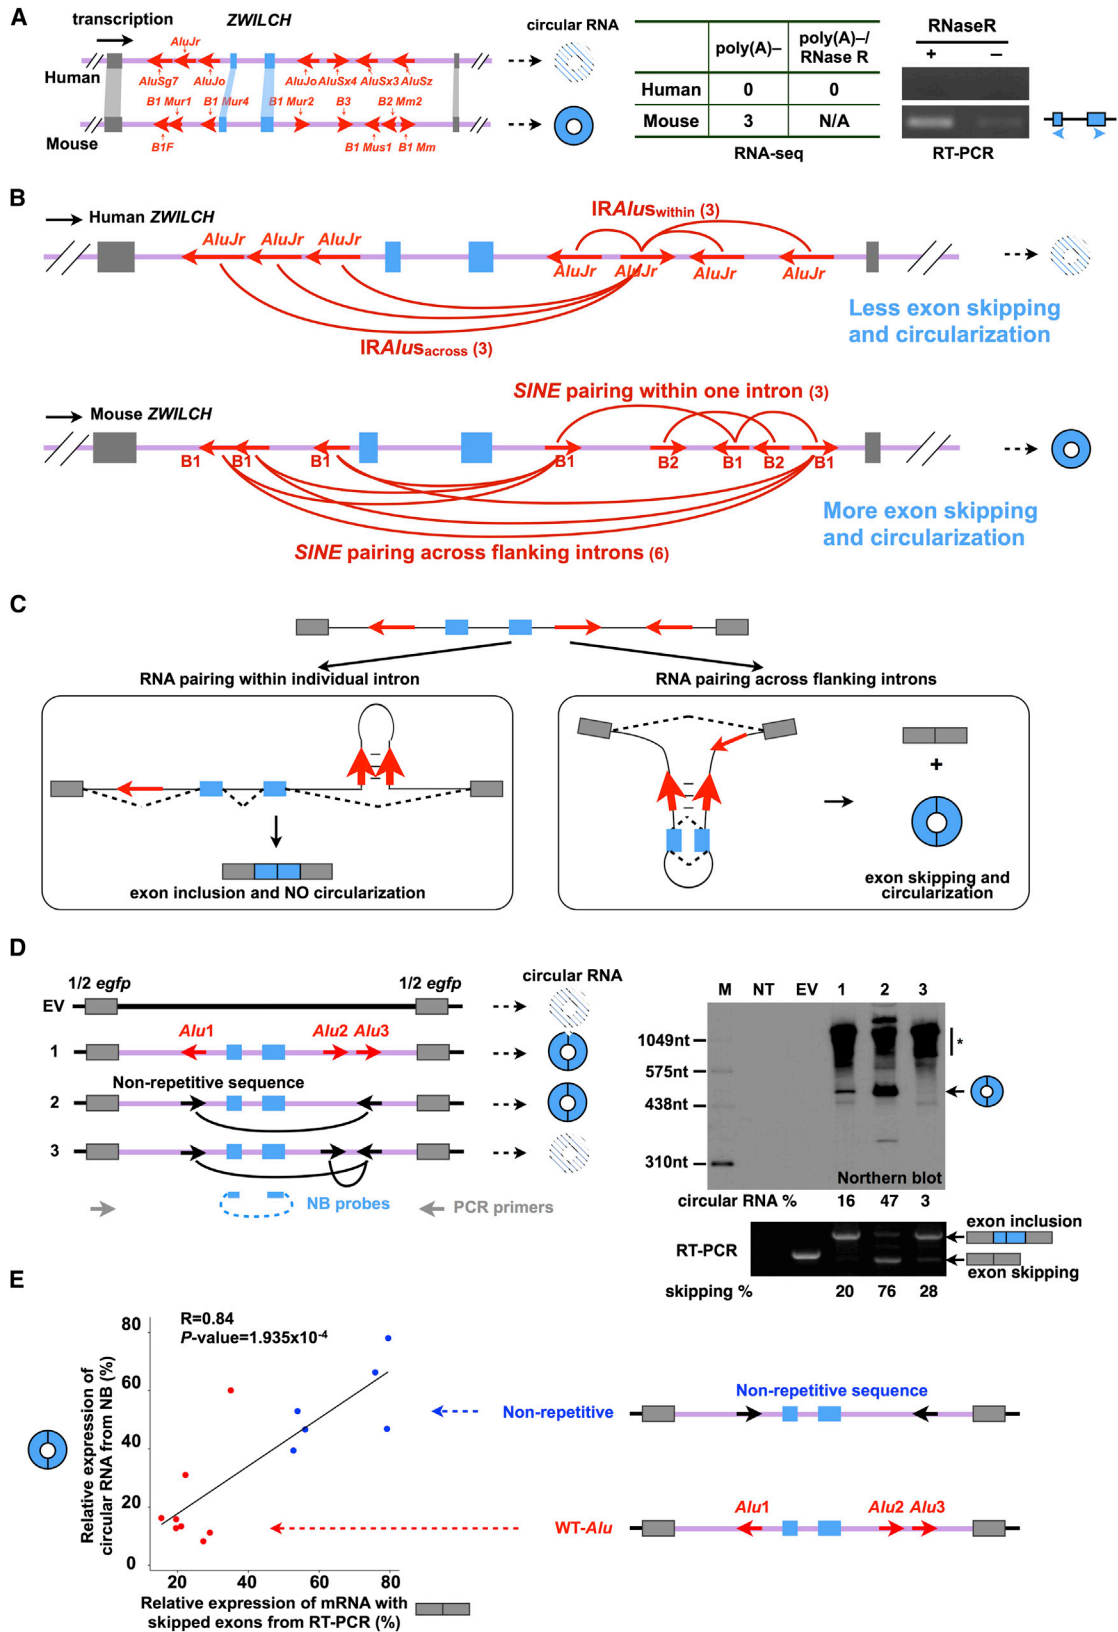 A
transcription
ZWILCH
circular RNA
AluJr
Human
AluSg7 AluJo AluJo AluSx4 AluSx3 AluSz
B1 Mur1 B1 Mur4 B1 Mur2 B3 B2 Mm2
Mouse
B1F B1 Mus1 B1 Mm
poly(A)– poly(A)–/
RNase R
Human 0 0
Mouse 3 N/A
RNA-seq
RNaseR
+ –
RT-PCR
B
Human ZWILCH
IRAluswithin (3)
AluJr AluJr AluJr
AluJr AluJr AluJr AluJr
IRAlusacross (3)
Less exon skipping
and circularization
SINE pairing within one intron (3)
Mouse ZWILCH
B1 B1 B1 B1 B2 B1 B2 B1
SINE pairing across flanking introns (6)
More exon skipping
and circularization
C
RNA pairing within individual intron
RNA pairing across flanking introns
exon inclusion and NO circularization
+
exon skipping and
circularization
D
1/2 egfp 1/2 egfp
circular RNA
EV
1
Alu1 Alu2 Alu3
Non-repetitive sequence
2
3
NB probes
PCR primers
M NT EV 1 2 3
1049nt
*
575nt
438nt
310nt
Northern blot
circular RNA % 16 47 3
RT-PCR
exon inclusion
exon skipping
skipping % 20 76 28
E
R=0.84
P-value=1.935x10-4
Relative expression of
circular RNA from NB (%)
80
60
40
20
0
20 40 60 80
Relative expression of mRNA with
skipped exons from RT-PCR (%)
Non-repetitive
Non-repetitive sequence
WT-Alu
Alu1 Alu2 Alu3